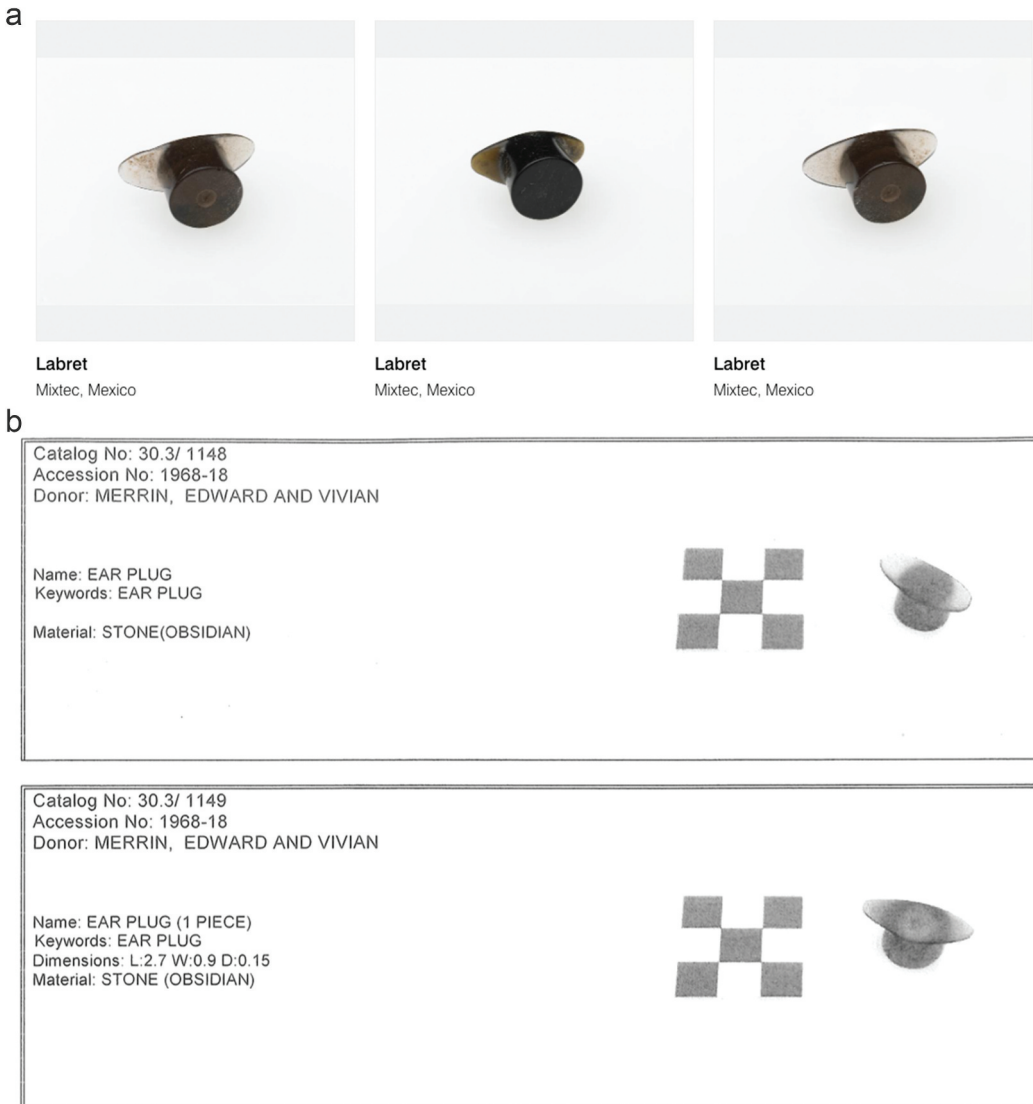 a
Labret
Mixtec, Mexico
Labret
Mixtec, Mexico
Labret
Mixtec, Mexico
b
Catalog No: 30.3/ 1148
Accession No: 1968-18
Donor: MERRIN, EDWARD AND VIVIAN
Name: EAR PLUG
Keywords: EAR PLUG
Material: STONE(OBSIDIAN)
Catalog No: 30.3/ 1149
Accession No: 1968-18
Donor: MERRIN, EDWARD AND VIVIAN
Name: EAR PLUG (1 PIECE)
Keywords: EAR PLUG
Dimensions: L:2.7 W:0.9 D:0.15
Material: STONE (OBSIDIAN)